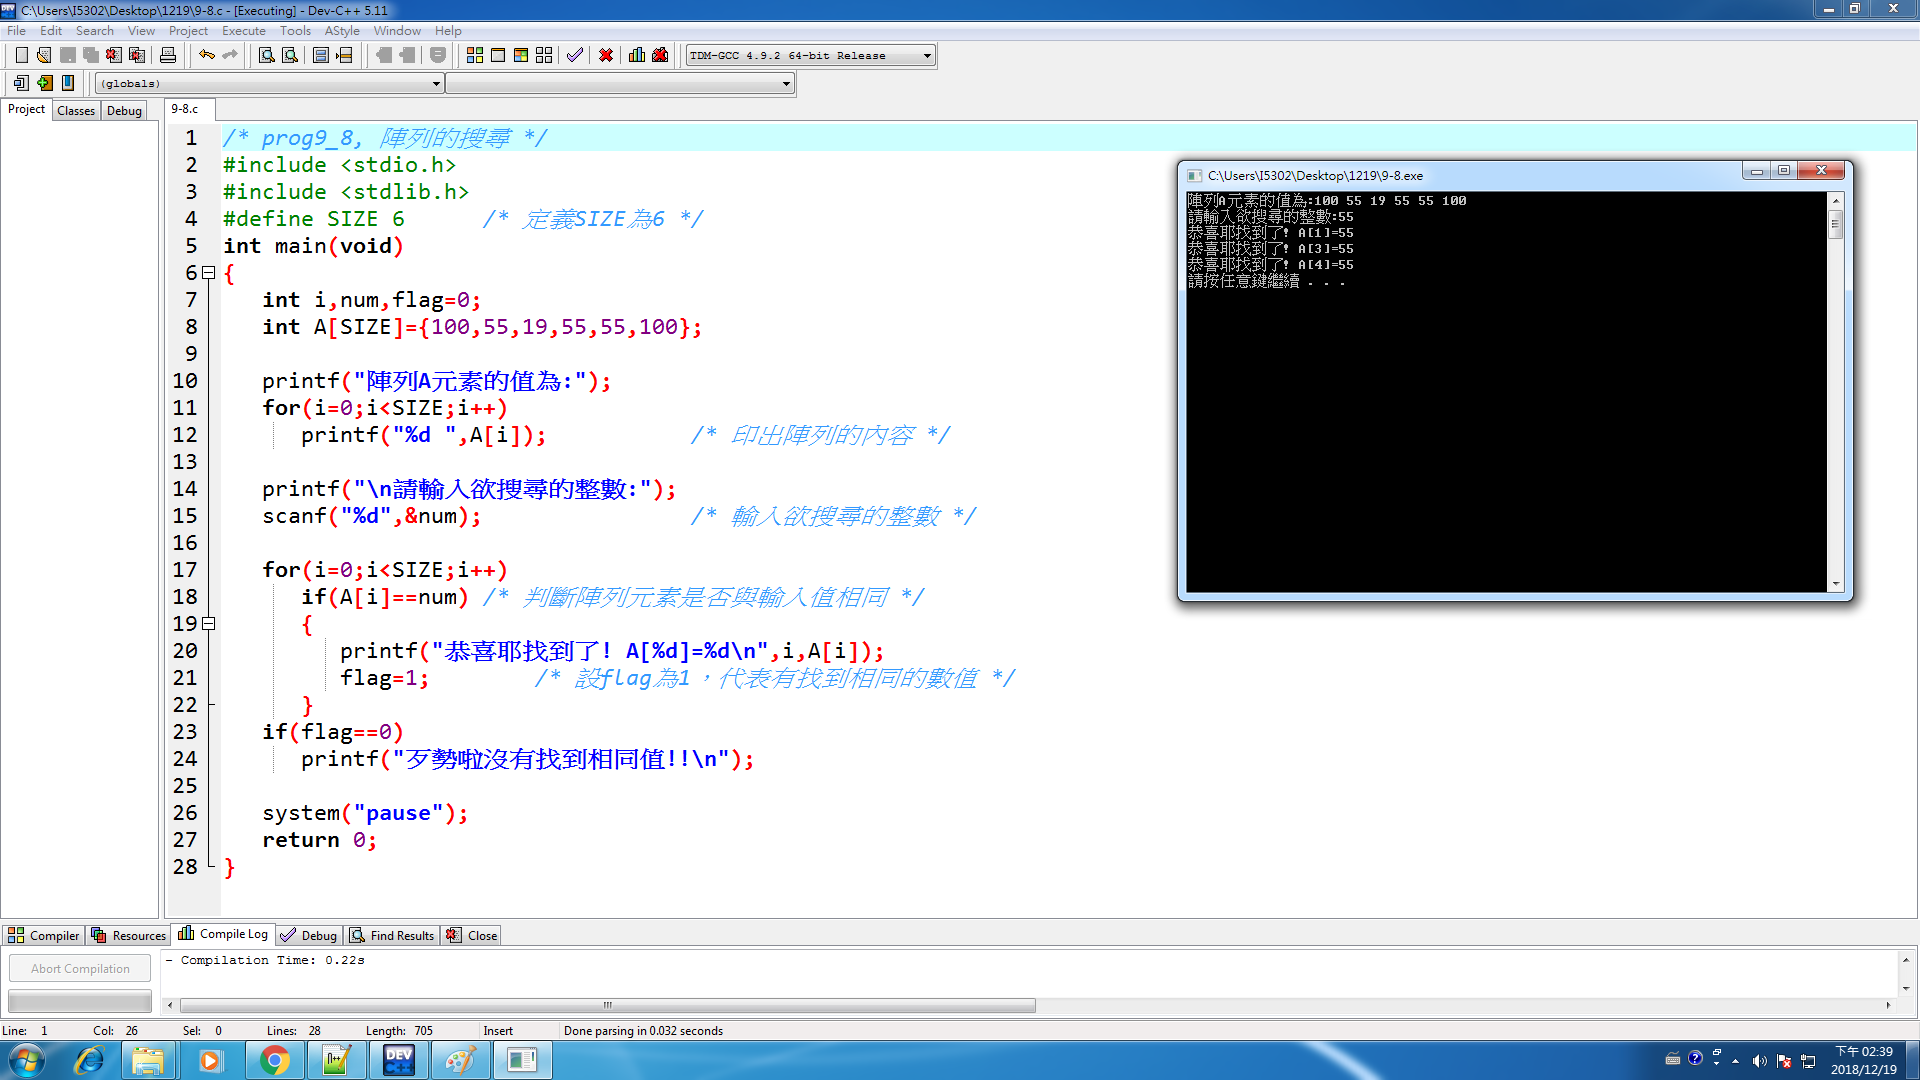 C:\Users\I5302\Desktop\1219\9-8.c - [Executing] - Dev-C++ 5.11
File Edit Search View Project Execute Tools AStyle Window Help
TDM-GCC 4.9.2 64-bit Release
(globals)
Project Classes Debug 9-8.c
1 /* prog9_8, 陣列的搜尋 */
2 #include <stdio.h>
3 #include <stdlib.h>
4 #define SIZE 6 /* 定義SIZE為6 */
5 int main(void)
6 {
7 int i,num,flag=0;
8 int A[SIZE]={100,55,19,55,55,100};
9
10 printf("陣列A元素的值為:");
11 for(i=0;i<SIZE;i++)
12 printf("%d ",A[i]); /* 印出陣列的內容 */
13
14 printf("\n請輸入欲搜尋的整數:");
15 scanf("%d",&num); /* 輸入欲搜尋的整數 */
16
17 for(i=0;i<SIZE;i++)
18 if(A[i]==num) /* 判斷陣列元素是否與輸入值相同 */
19 {
20 printf("恭喜耶找到了! A[%d]=%d\n",i,A[i]);
21 flag=1; /* 設flag為1，代表有找到相同的數值 */
22 }
23 if(flag==0)
24 printf("歹勢啦沒有找到相同值!!\n");
25
26 system("pause");
27 return 0;
28 }
C:\Users\I5302\Desktop\1219\9-8.exe
陣列A元素的值為:100 55 19 55 55 100
請輸入欲搜尋的整數:55
恭喜耶找到了! A[1]=55
恭喜耶找到了! A[3]=55
恭喜耶找到了! A[4]=55
請按任意鍵繼續 . . .
Compiler Resources Compile Log Debug Find Results Close
Abort Compilation
- Compilation Time: 0.22s
Line: 1 Col: 26 Sel: 0 Lines: 28 Length: 705 Insert Done parsing in 0.032 seconds
DEV C++
下午 02:39
2018/12/19